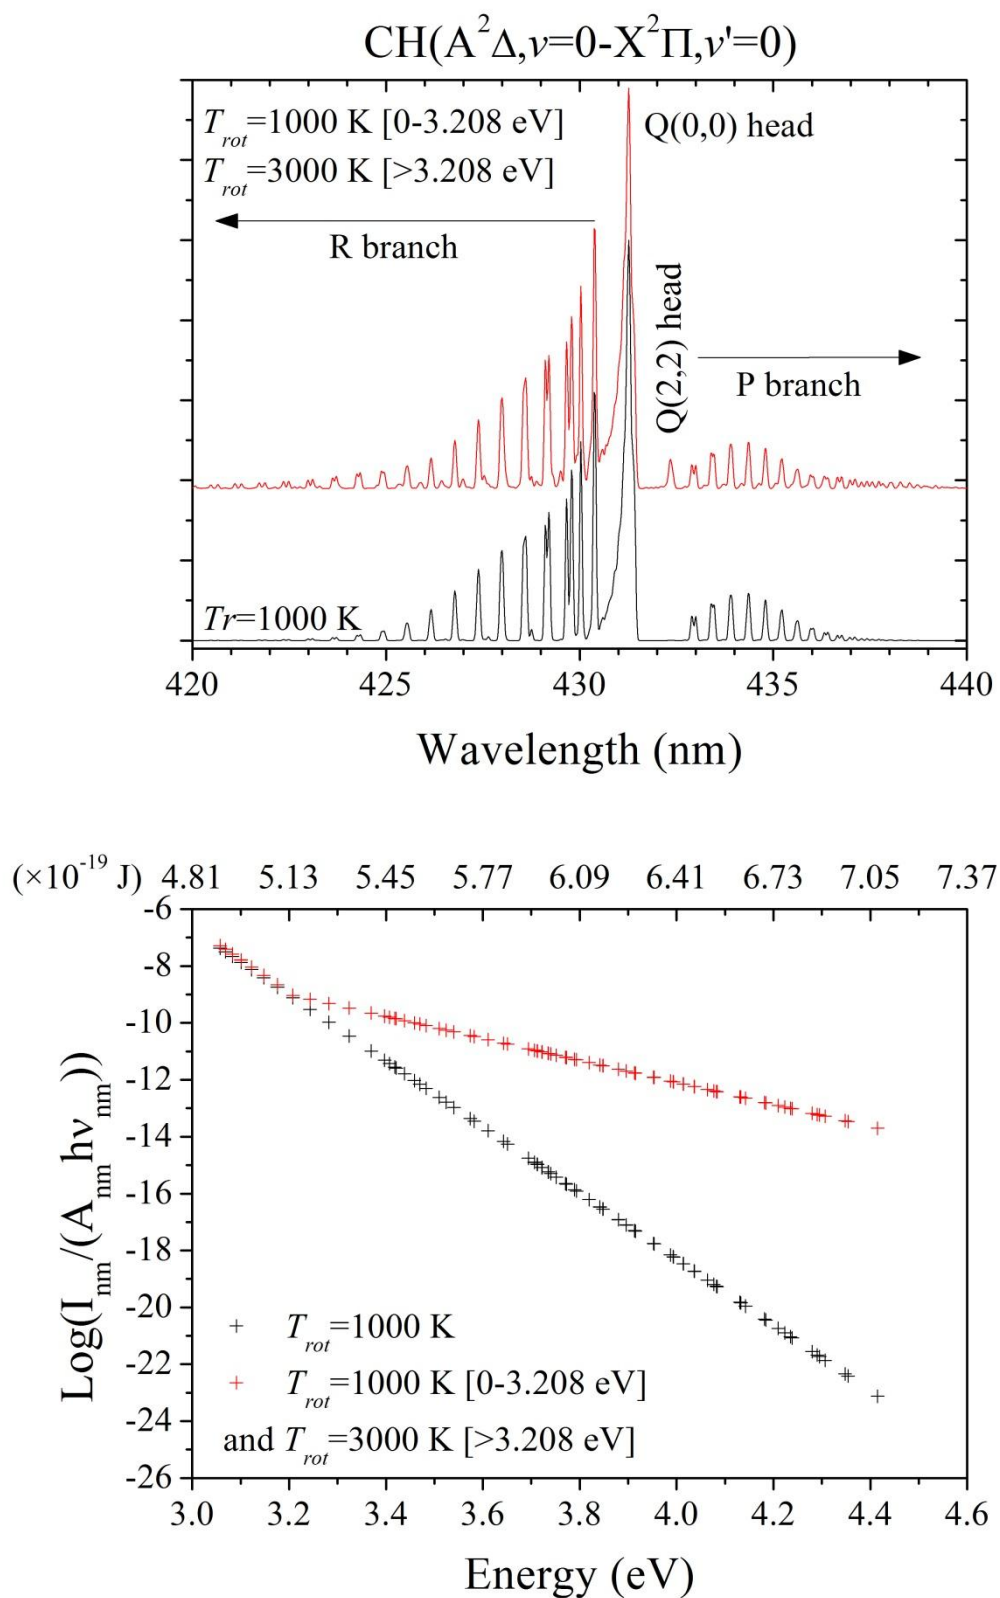 CH(A²Δ,ν=0-X²Π,ν'=0)
T_rot=1000 K [0-3.208 eV]
T_rot=3000 K [>3.208 eV]
Q(0,0) head
R branch
Q(2,2) head
P branch
Tr=1000 K
420 425 430 435 440
Wavelength (nm)
(×10⁻¹⁹ J) 4.81 5.13 5.45 5.77 6.09 6.41 6.73 7.05 7.37
-6
-8
-10
-12
-14
-16
-18
-20
-22
-24
-26
Log(I_nm/(A_nm hν_nm))
T_rot=1000 K
T_rot=1000 K [0-3.208 eV]
and T_rot=3000 K [>3.208 eV]
3.0 3.2 3.4 3.6 3.8 4.0 4.2 4.4 4.6
Energy (eV)